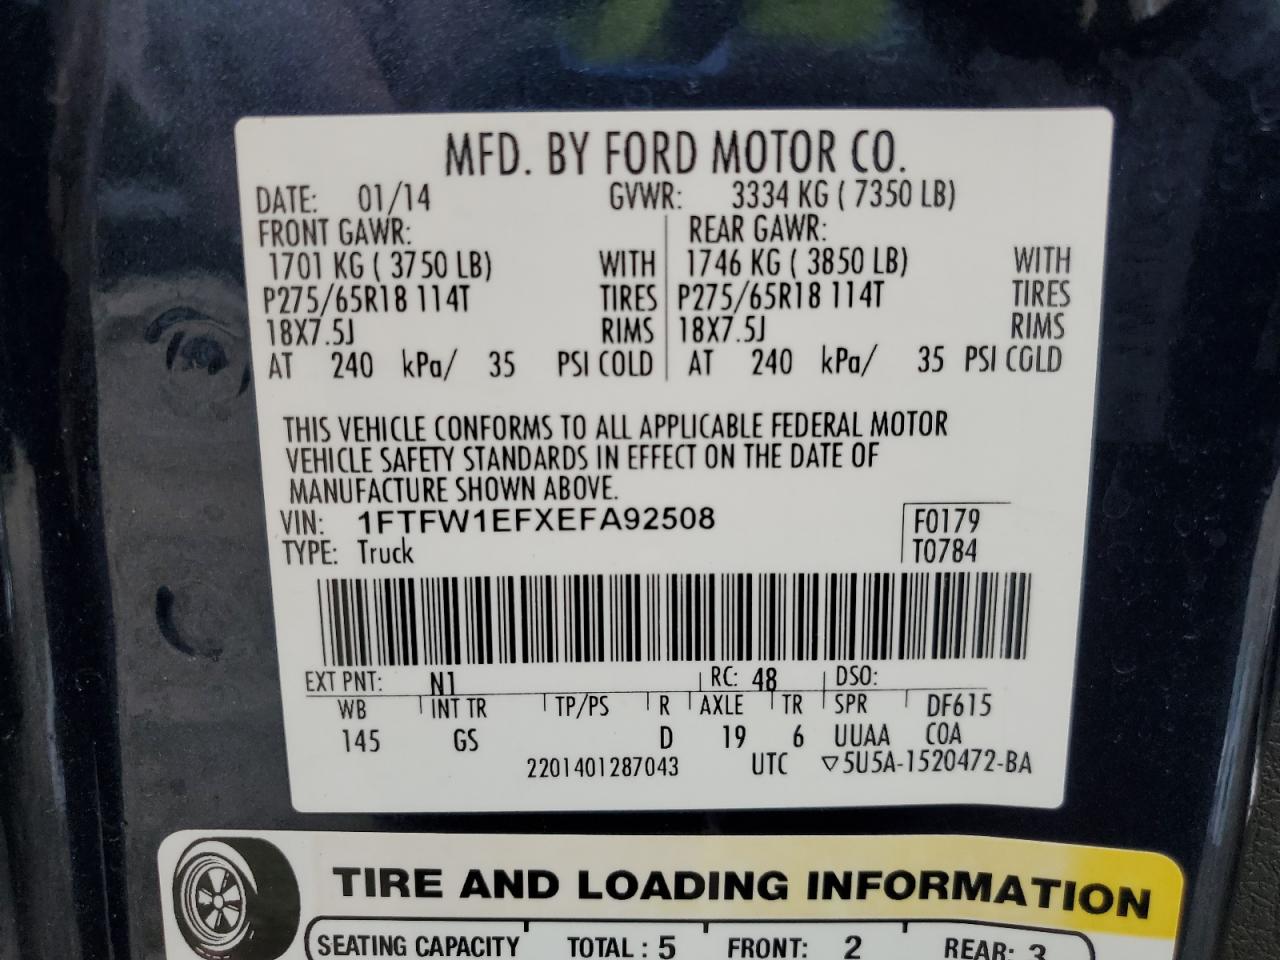 MFD. BY FORD MOTOR CO.
DATE: 01/14 GVWR: 3334 KG ( 7350 LB)
FRONT GAWR: REAR GAWR:
1701 KG ( 3750 LB) WITH 1746 KG ( 3850 LB) WITH
P275/65R18 114T TIRES P275/65R18 114T TIRES
18X7.5J RIMS 18X7.5J RIMS
AT 240 kPa/ 35 PSI COLD AT 240 kPa/ 35 PSI COLD
THIS VEHICLE CONFORMS TO ALL APPLICABLE FEDERAL MOTOR
VEHICLE SAFETY STANDARDS IN EFFECT ON THE DATE OF
MANUFACTURE SHOWN ABOVE.
VIN: 1FTFW1EFXEFA92508 F0179
TYPE: Truck T0784
EXT PNT: N1 RC: 48 DSO:
WB INT TR TP/PS R AXLE TR SPR DF615
145 GS D 19 6 UUAA COA
2201401287043 UTC ▽5U5A-1520472-BA
TIRE AND LOADING INFORMATION
SEATING CAPACITY TOTAL : 5 FRONT: 2 REAR: 3